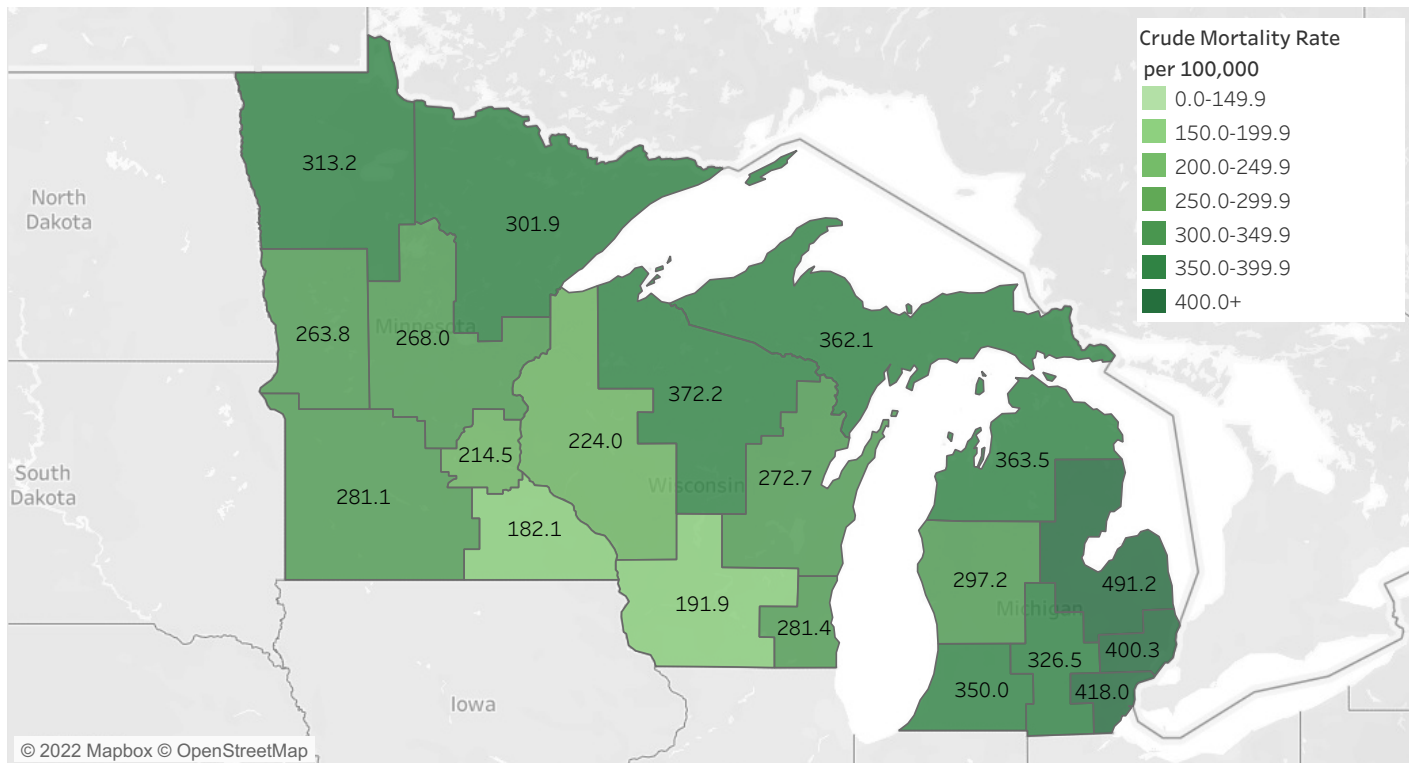 Crude Mortality Rate
per 100,000
0.0-149.9
150.0-199.9
200.0-249.9
250.0-299.9
300.0-349.9
350.0-399.9
400.0+
313.2
North
Dakota
301.9
263.8
Minnesota
268.0
362.1
372.2
214.5
224.0
363.5
South
Dakota
281.1
Wisconsin
272.7
182.1
297.2
491.2
191.9
Michigan
281.4
326.5
400.3
350.0
418.0
Iowa
© 2022 Mapbox © OpenStreetMap